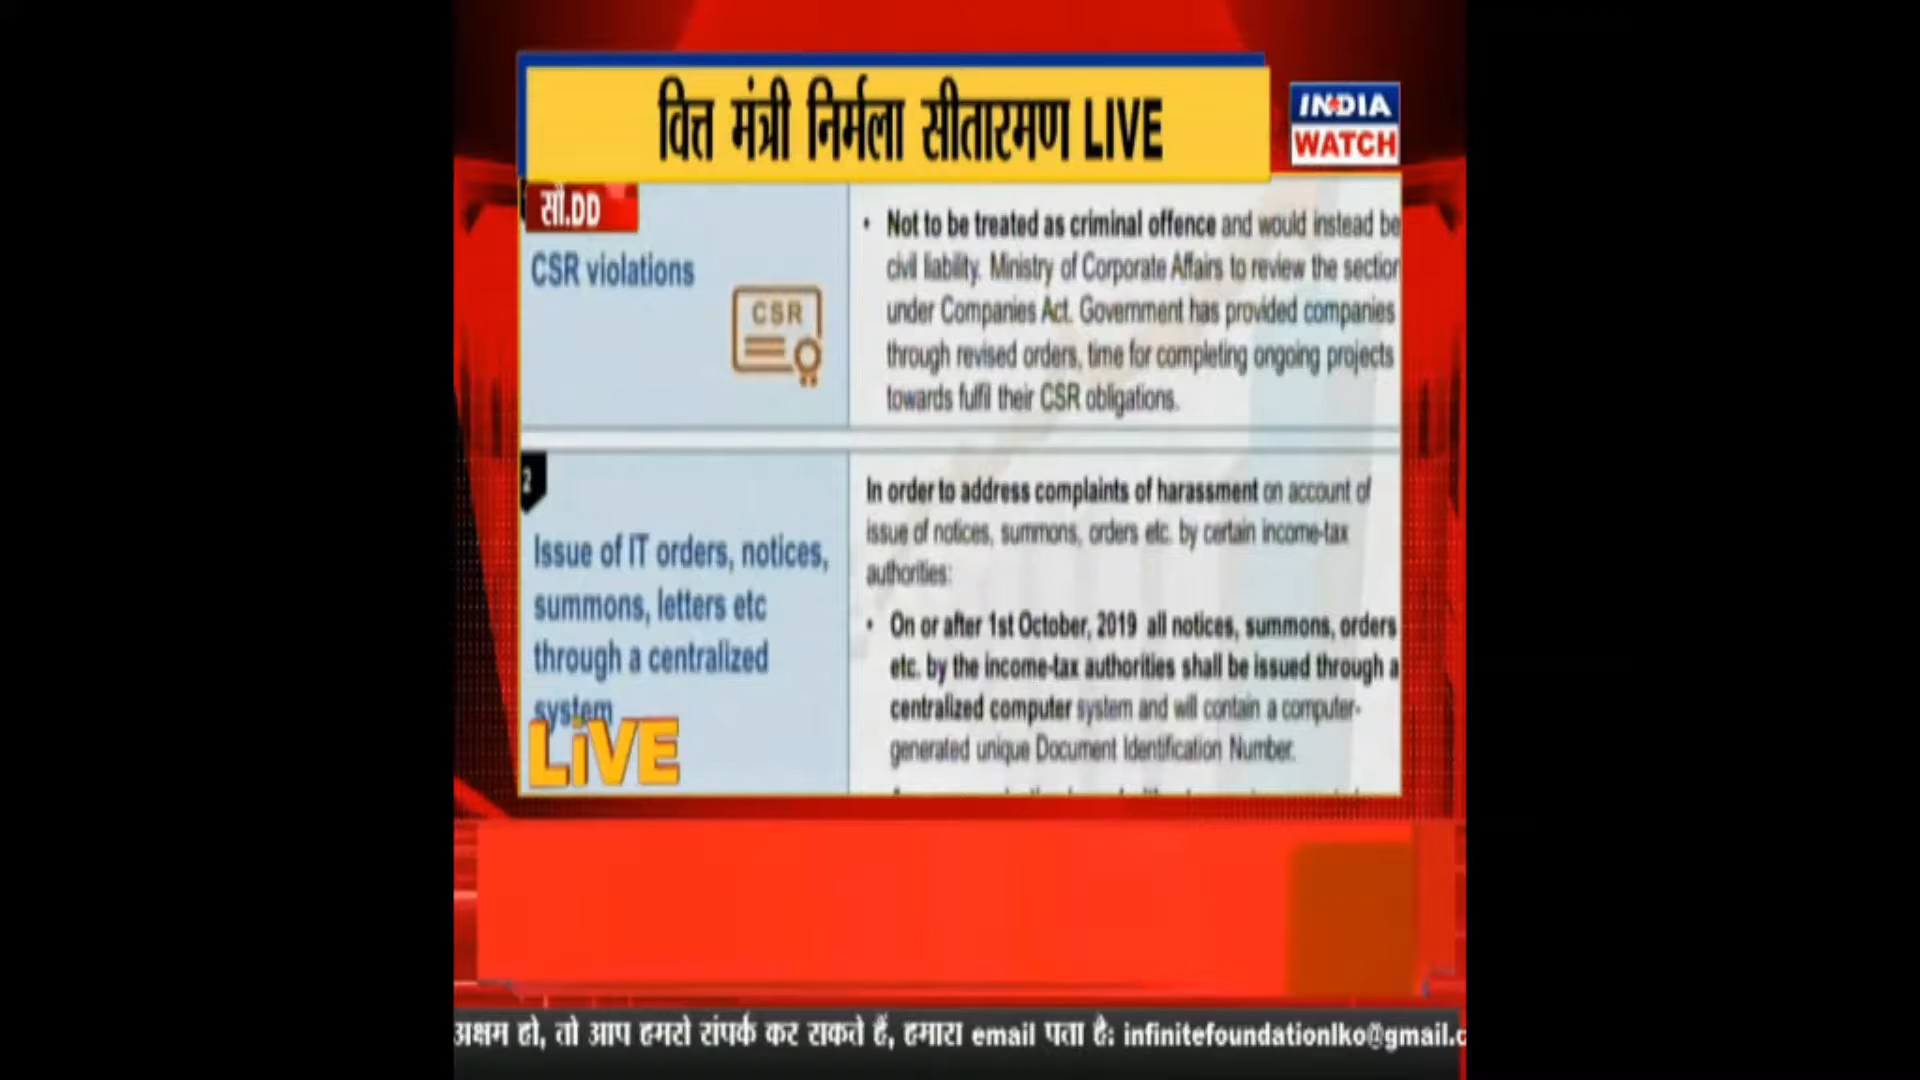 वित्त मंत्री निर्मला सीतारमण LIVE
INDIA
WATCH
सौ.DD
CSR violations
CSR
• Not to be treated as criminal offence and would instead be
civil liability. Ministry of Corporate Affairs to review the section
under Companies Act. Government has provided companies
through revised orders, time for completing ongoing projects
towards fulfil their CSR obligations.
2
Issue of IT orders, notices,
summons, letters etc
through a centralized
system
In order to address complaints of harassment on account of
issue of notices, summons, orders etc. by certain income-tax
authorities:
• On or after 1st October, 2019 all notices, summons, orders
etc. by the income-tax authorities shall be issued through a
centralized computer system and will contain a computer-
generated unique Document Identification Number.
LiVE
अक्षम हो, तो आप हमसे संपर्क कर सकते हैं, हमारा email पता है: infinitefoundationlko@gmail.c